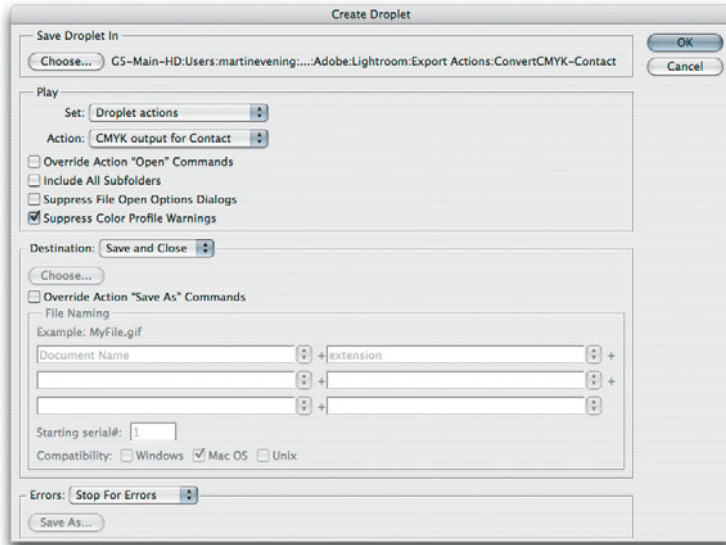 Create Droplet
Save Droplet In
Choose... G5-Main-HD:Users:martinevening:...:Adobe:Lightroom:Export Actions:ConvertCMYK-Contact
OK
Cancel
Play
Set: Droplet actions
Action: CMYK output for Contact
Override Action "Open" Commands
Include All Subfolders
Suppress File Open Options Dialogs
Suppress Color Profile Warnings
Destination: Save and Close
Choose...
Override Action "Save As" Commands
File Naming
Example: MyFile.gif
Document Name + extension +
+ +
+
Starting serial#: 1
Compatibility: Windows Mac OS Unix
Errors: Stop For Errors
Save As...